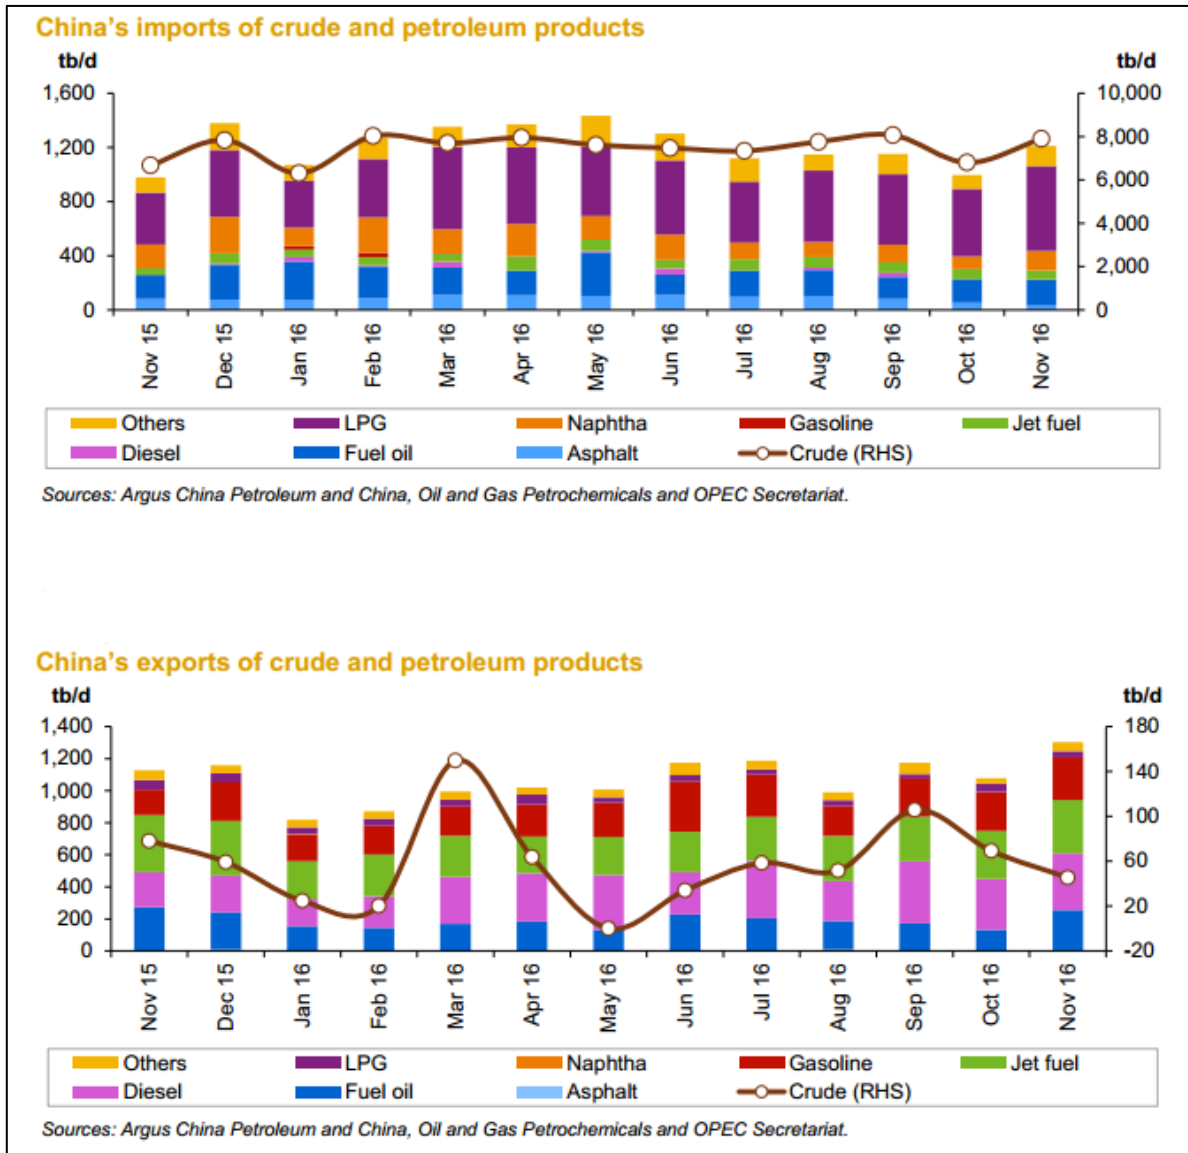 China's imports of crude and petroleum products
tb/d tb/d
1,600 10,000
1,200 8,000
6,000
800
4,000
400
2,000
0 0
Nov 15 Dec 15 Jan 16 Feb 16 Mar 16 Apr 16 May 16 Jun 16 Jul 16 Aug 16 Sep 16 Oct 16 Nov 16
Others LPG Naphtha Gasoline Jet fuel
Diesel Fuel oil Asphalt Crude (RHS)
Sources: Argus China Petroleum and China, Oil and Gas Petrochemicals and OPEC Secretariat.
China's exports of crude and petroleum products
tb/d tb/d
1,400 180
1,200
140
1,000
800 100
600 60
400
20
200
0 -20
Nov 15 Dec 15 Jan 16 Feb 16 Mar 16 Apr 16 May 16 Jun 16 Jul 16 Aug 16 Sep 16 Oct 16 Nov 16
Others LPG Naphtha Gasoline Jet fuel
Diesel Fuel oil Asphalt Crude (RHS)
Sources: Argus China Petroleum and China, Oil and Gas Petrochemicals and OPEC Secretariat.